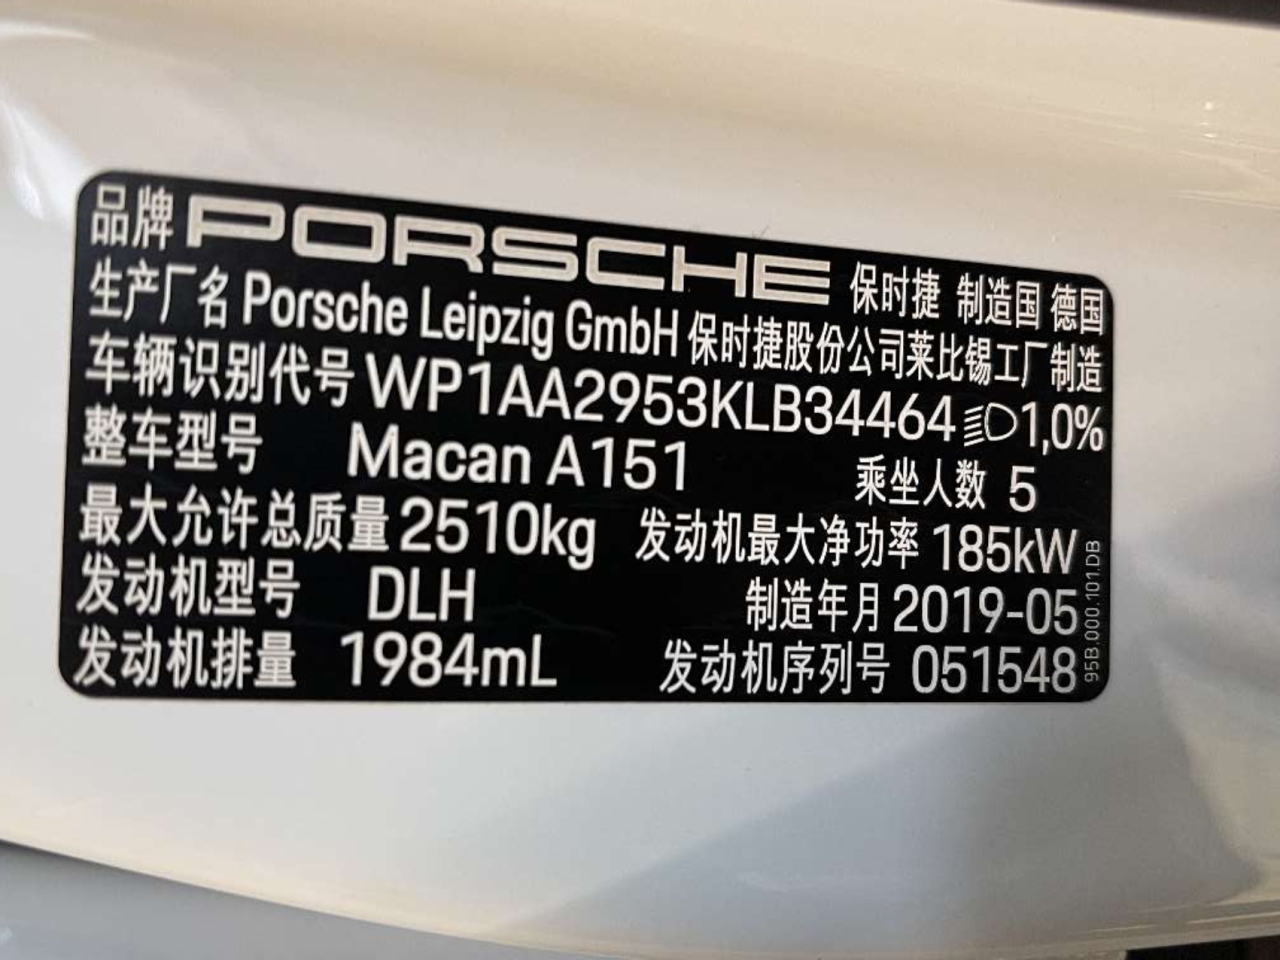 品牌 PORSCHE 保时捷 制造国 德国
生产厂名 Porsche Leipzig GmbH 保时捷股份公司莱比锡工厂制造
车辆识别代号 WP1AA2953KLB34464 1,0%
整车型号 Macan A151 乘坐人数 5
最大允许总质量 2510kg 发动机最大净功率 185kW
发动机型号 DLH 制造年月 2019-05
发动机排量 1984mL 发动机序列号 051548
95B.000.101.DB